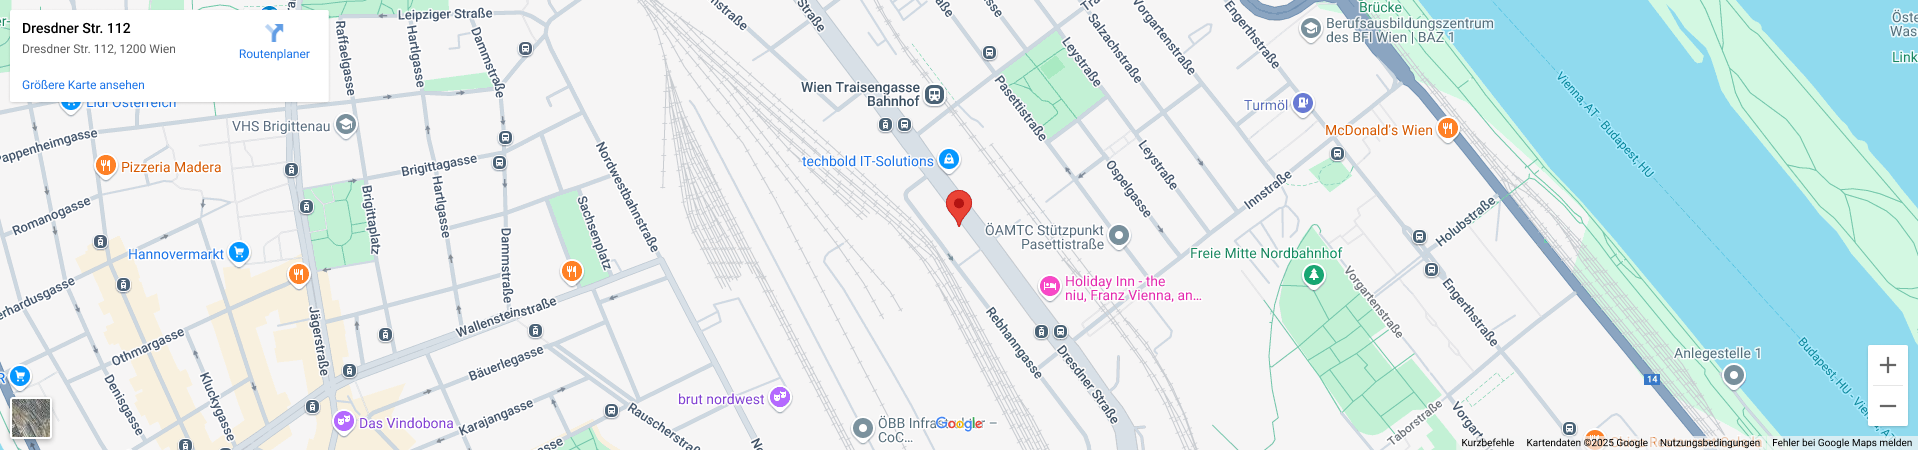 Dresdner Str. 112
Dresdner Str. 112, 1200 Wien
Routenplaner
Größere Karte ansehen
Leipziger Straße
Raffaelgasse
Hartlgasse
Dammstraße
Lidl Österreich
VHS Brigittenau
Pappenheimgasse
Pizzeria Madera
Brigittagasse
Nordwestbahnstraße
Romanogasse
Brigittaplatz
Hartlgasse
Sachsenplatz
Dammstraße
Hannovermarkt
Othmargasse
Jägerstraße
Wallensteinstraße
Bäuerlegasse
Denisgasse
Kluckygasse
Karajangasse
Das Vindobona
Rauscherstraße
brut nordwest
ÖBB Infra
CoC...
Google
Wien Traisengasse
Bahnhof
techbold IT-Solutions
ÖAMTC Stützpunkt
Pasettistraße
Holiday Inn - the
niu, Franz Vienna, an...
Rebhanngasse
Dresdner Straße
Pasettistraße
Leystraße
Salzachstraße
Engerthstraße
Ospelgasse
Leystraße
Innstraße
Brücke
Berufsausbildungszentrum
des BFI Wien | BAZ 1
Turmöl
McDonald's Wien
Freie Mitte Nordbahnhof
Vorgartenstraße
Holubstraße
Engerthstraße
Vienna, AT - Budapest, HU
Link
Anlegestelle 1
14
Taborstraße
Kurzbefehle
Kartendaten ©2025 Google
Nutzungsbedingungen
Fehler bei Google Maps melden